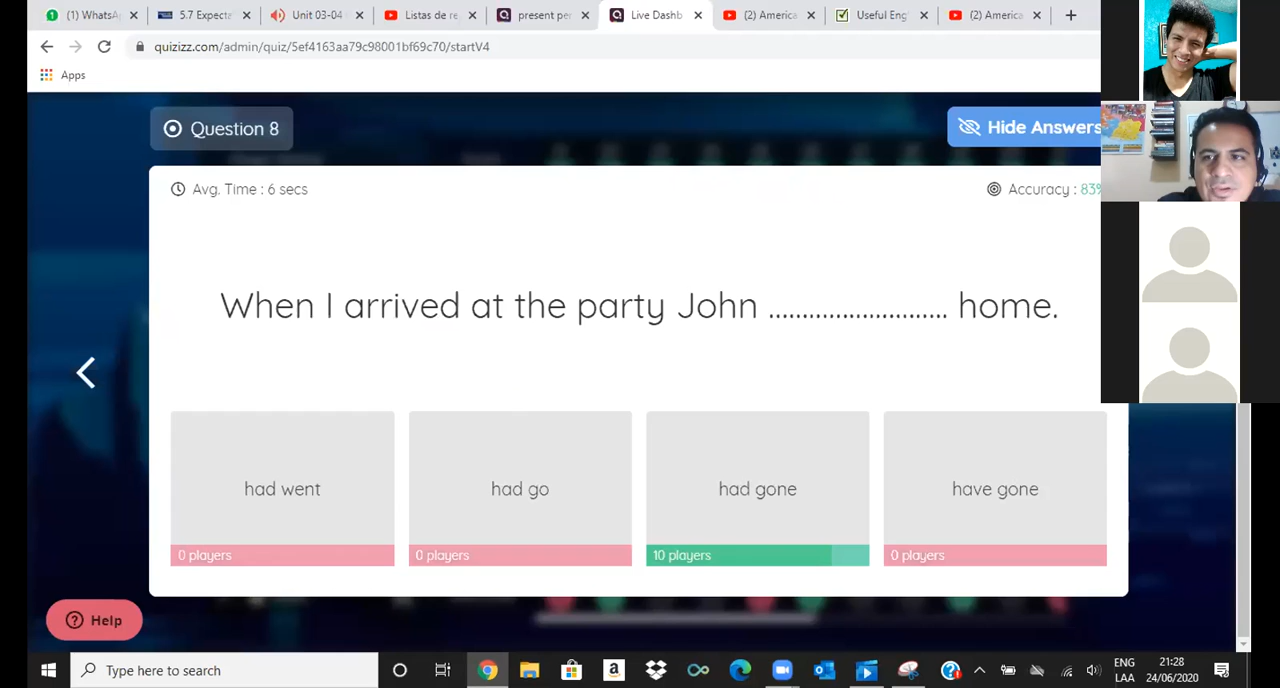 (1) WhatsA
5.7 Expecta
Unit 03-04
Listas de re
present per
Live Dashb
(2) America
Useful Eng
(2) America
quizizz.com/admin/quiz/5ef4163aa79c98001bf69c70/startV4
Apps
Question 8
Hide Answers
Avg. Time : 6 secs
Accuracy : 83%
When I arrived at the party John ........................... home.
had went
had go
had gone
have gone
0 players
0 players
10 players
0 players
Help
Type here to search
ENG
LAA
21:28
24/06/2020